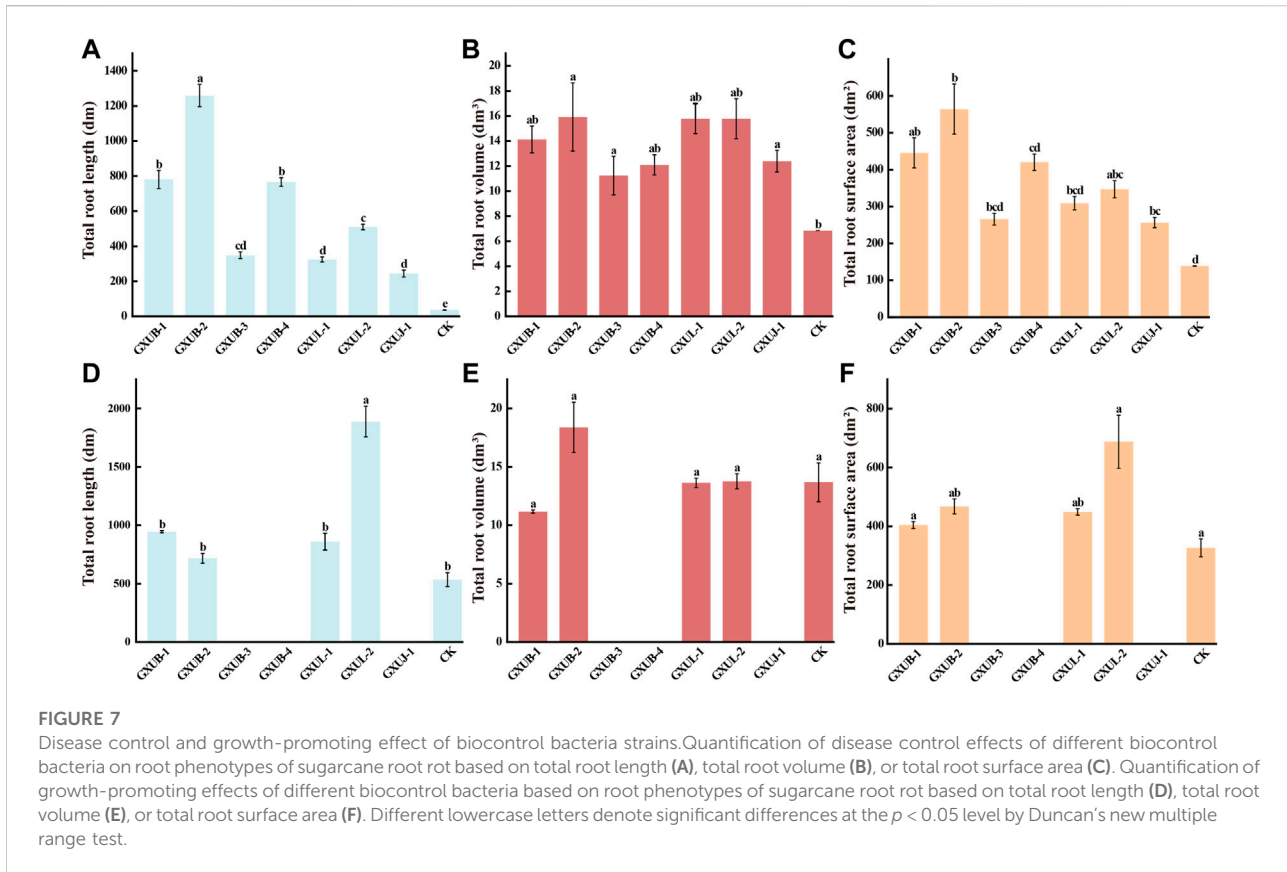 A
Total root length (dm)
1400
1200
1000
800
600
400
200
0
b
a
cd
b
d
c
d
e
GXUB-1
GXUB-2
GXUB-3
GXUB-4
GXUL-1
GXUL-2
GXUJ-1
CK
B
Total root volume (dm³)
20
18
16
14
12
10
8
6
4
2
0
ab
a
a
ab
ab
ab
a
b
GXUB-1
GXUB-2
GXUB-3
GXUB-4
GXUL-1
GXUL-2
GXUJ-1
CK
C
Total root surface area (dm²)
600
500
400
300
200
100
0
ab
b
bcd
cd
bcd
abc
bc
d
GXUB-1
GXUB-2
GXUB-3
GXUB-4
GXUL-1
GXUL-2
GXUJ-1
CK
D
Total root length (dm)
2000
1500
1000
500
0
b
b
b
a
b
GXUB-1
GXUB-2
GXUB-3
GXUB-4
GXUL-1
GXUL-2
GXUJ-1
CK
E
Total root volume (dm³)
20
15
10
5
0
a
a
a
a
a
GXUB-1
GXUB-2
GXUB-3
GXUB-4
GXUL-1
GXUL-2
GXUJ-1
CK
F
Total root surface area (dm²)
800
600
400
200
0
a
ab
ab
a
a
GXUB-1
GXUB-2
GXUB-3
GXUB-4
GXUL-1
GXUL-2
GXUJ-1
CK
FIGURE 7
Disease control and growth-promoting effect of biocontrol bacteria strains.Quantification of disease control effects of different biocontrol
bacteria on root phenotypes of sugarcane root rot based on total root length (A), total root volume (B), or total root surface area (C). Quantification of
growth-promoting effects of different biocontrol bacteria based on root phenotypes of sugarcane root rot based on total root length (D), total root
volume (E), or total root surface area (F). Different lowercase letters denote significant differences at the p < 0.05 level by Duncan's new multiple
range test.